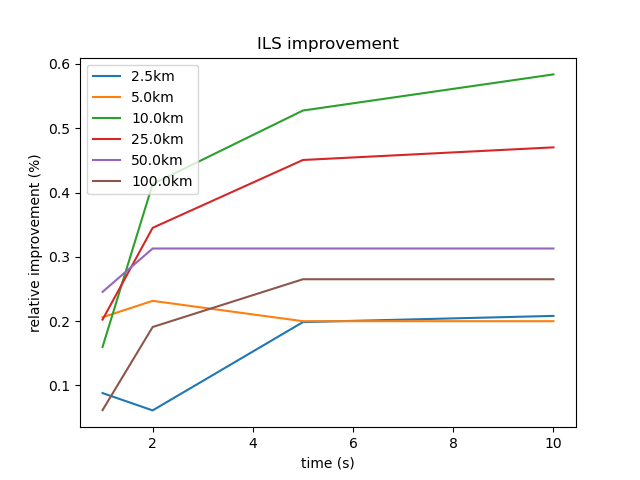 ILS improvement
2.5km
5.0km
10.0km
25.0km
50.0km
100.0km
0.6
0.5
0.4
0.3
0.2
0.1
relative improvement (%)
2
4
6
8
10
time (s)